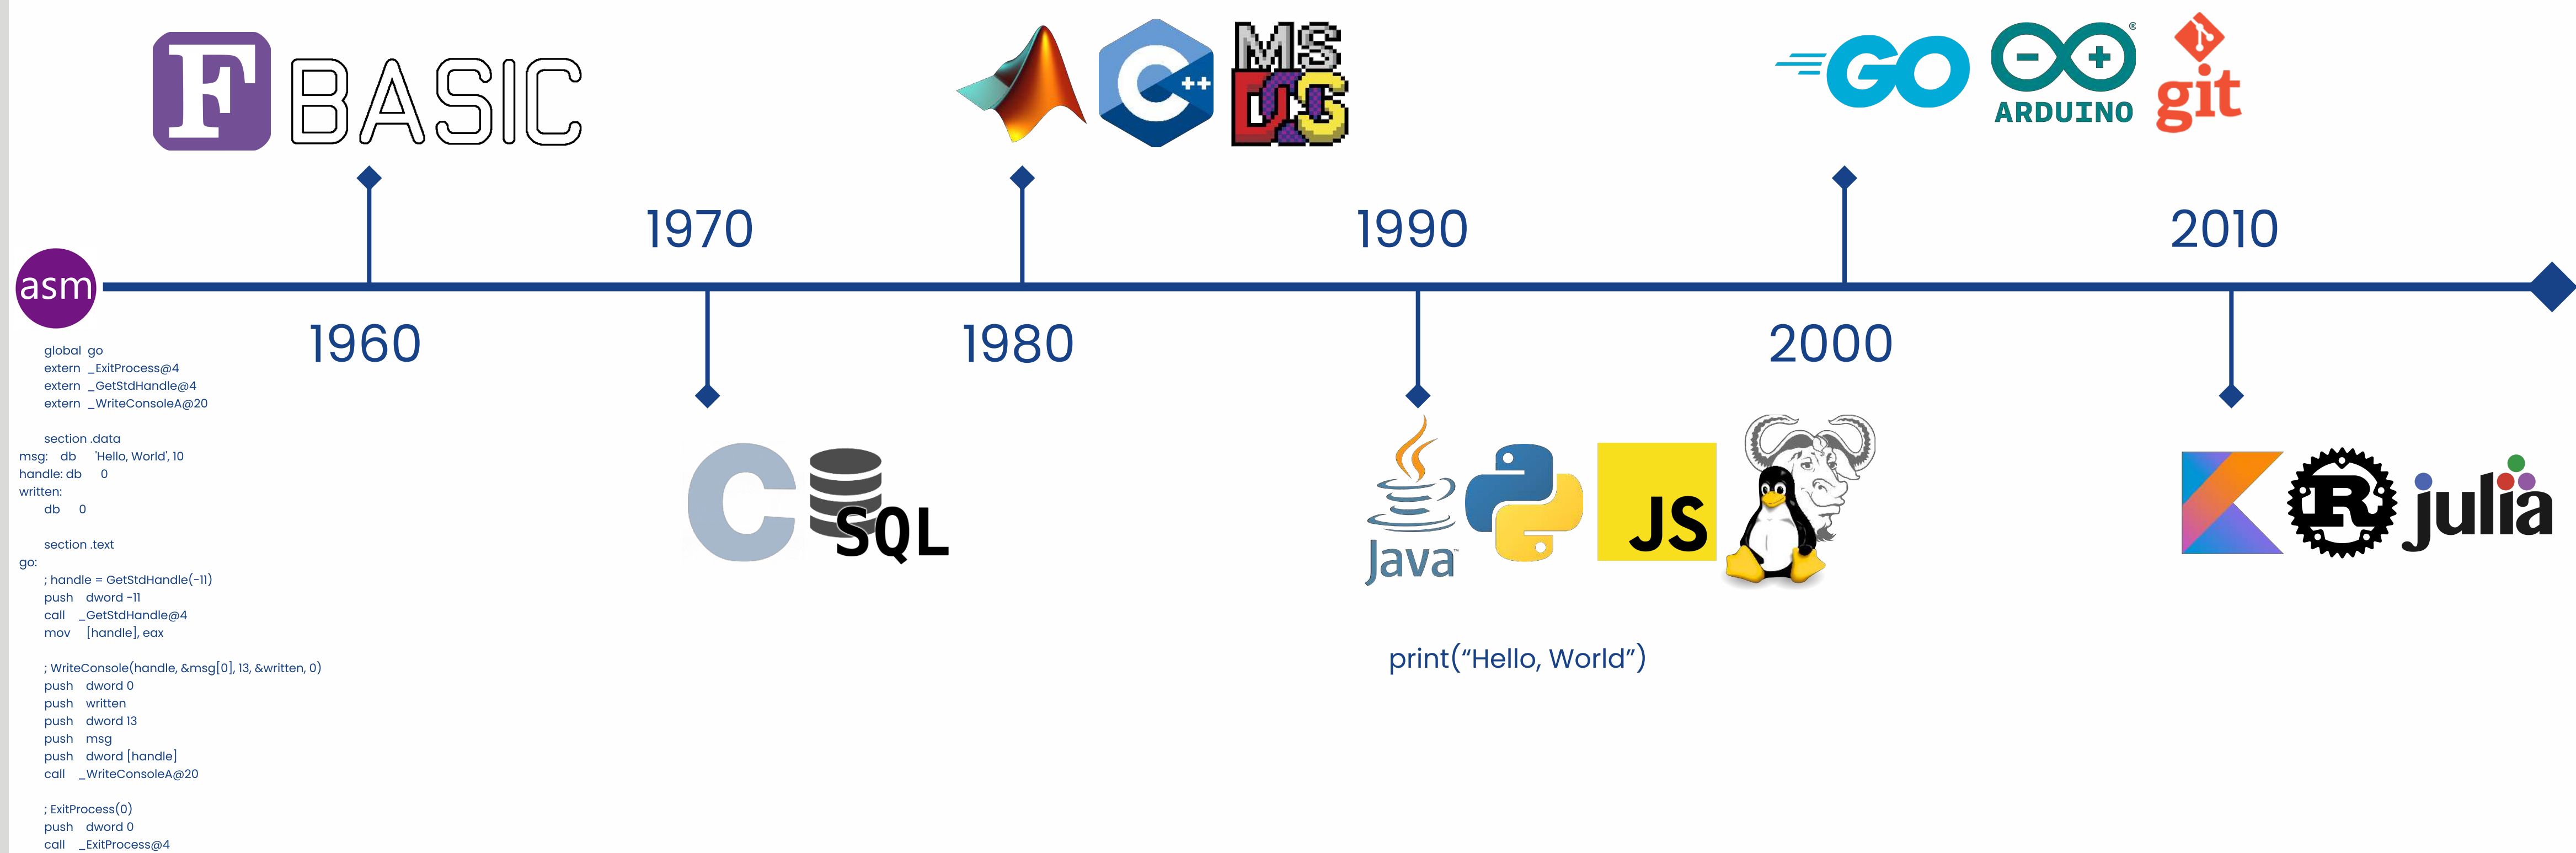 F BASIC
MS
DOS
C++
GO
ARDUINO
®
git
1970
1990
2010
asm
1960
1980
2000
global go
extern _ExitProcess@4
extern _GetStdHandle@4
extern _WriteConsoleA@20
section .data
msg: db 'Hello, World', 10
handle: db 0
written:
db 0
section .text
go:
; handle = GetStdHandle(-11)
push dword -11
call _GetStdHandle@4
mov [handle], eax
; WriteConsole(handle, &msg[0], 13, &written, 0)
push dword 0
push written
push dword 13
push msg
push dword [handle]
call _WriteConsoleA@20
; ExitProcess(0)
push dword 0
call _ExitProcess@4
C
SQL
Java™
JS
R
julia
print(“Hello, World”)